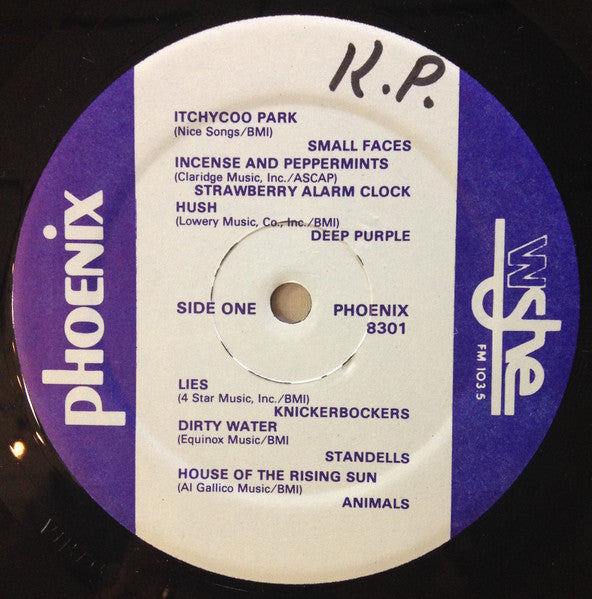 K.P.
ITCHYCOO PARK
(Nice Songs/BMI)
SMALL FACES
INCENSE AND PEPPERMINTS
(Claridge Music, Inc./ASCAP)
STRAWBERRY ALARM CLOCK
HUSH
(Lowery Music, Co., Inc./BMI)
DEEP PURPLE
SIDE ONE
PHOENIX
8301
LIES
(4 Star Music, Inc./BMI)
KNICKERBOCKERS
DIRTY WATER
(Equinox Music/BMI
STANDELLS
HOUSE OF THE RISING SUN
(Al Gallico Music/BMI)
ANIMALS
PHOENIX
WShe
FM 103 5